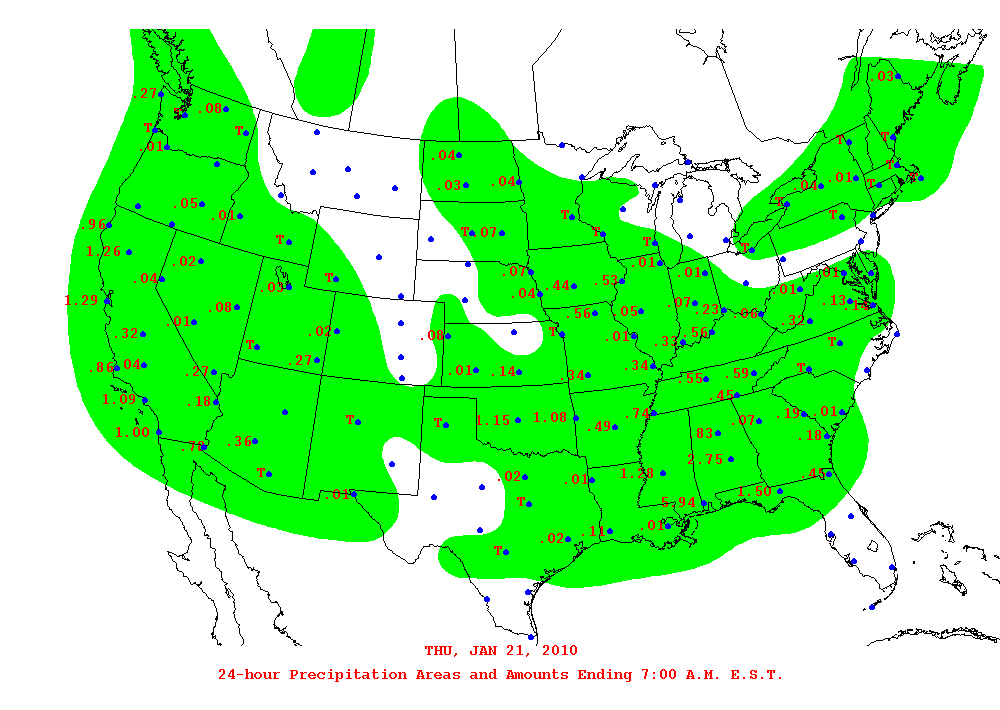 .03
.27
.08
T
T
T
.01
T
T
T
.04
.03
.04
.04
.01
T
T
.05
.01
T
T
T
.96
T
.07
T
T
T
1.26
T
.02
.01
.04
T
.07
.44
.53
.01
.01
.01
.03
.04
1.29
.08
.56
.05
.07
.23
.06
.13
.01
.32
.32
.02
.08
T
.01
.33
.56
T
T
.86
.04
.27
.27
.01
.14
.34
.34
.55
.59
T
1.09
.18
.45
1.00
.36
T
T
1.15
1.08
.49
.74
83
.07
.19
.01
.18
T
.01
.02
.01
1.28
2.75
.45
T
5.94
1.50
T
.02
.11
.01
THU, JAN 21, 2010
24-hour Precipitation Areas and Amounts Ending 7:00 A.M. E.S.T.